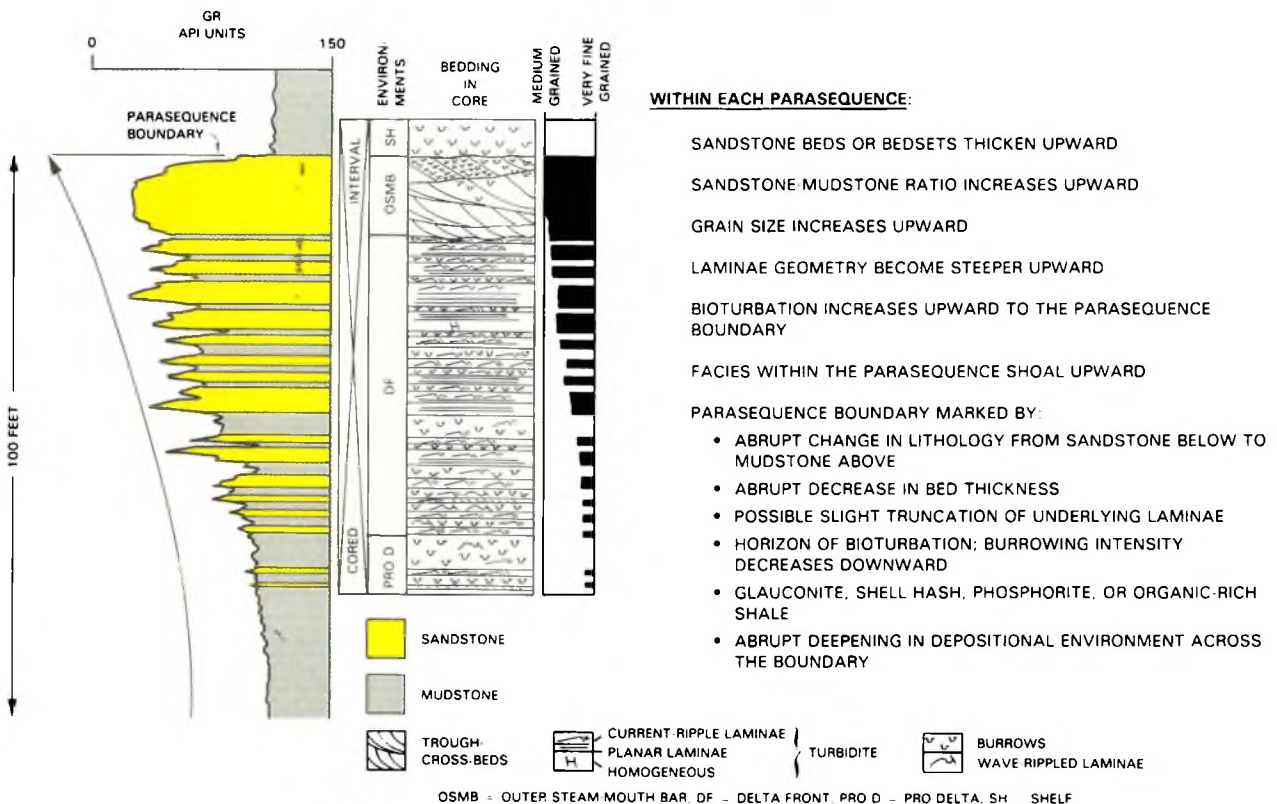 GR
API UNITS
0
150
PARASEQUENCE
BOUNDARY
100 FEET
INTERVAL
CORED
ENVIRON-
MENTS
SH
OSMB
DF
PRO D
BEDDING
IN
CORE
H
MEDIUM
GRAINED
VERY FINE
GRAINED
SANDSTONE
MUDSTONE
TROUGH-
CROSS-BEDS
CURRENT-RIPPLE LAMINAE
PLANAR LAMINAE
H
HOMOGENEOUS
TURBIDITE
BURROWS
WAVE-RIPPLED LAMINAE
OSMB = OUTER STEAM MOUTH BAR, DF = DELTA FRONT, PRO D = PRO DELTA, SH SHELF
WITHIN EACH PARASEQUENCE:
SANDSTONE BEDS OR BEDSETS THICKEN UPWARD
SANDSTONE-MUDSTONE RATIO INCREASES UPWARD
GRAIN SIZE INCREASES UPWARD
LAMINAE GEOMETRY BECOME STEEPER UPWARD
BIOTURBATION INCREASES UPWARD TO THE PARASEQUENCE
BOUNDARY
FACIES WITHIN THE PARASEQUENCE SHOAL UPWARD
PARASEQUENCE BOUNDARY MARKED BY:
• ABRUPT CHANGE IN LITHOLOGY FROM SANDSTONE BELOW TO
MUDSTONE ABOVE
• ABRUPT DECREASE IN BED THICKNESS
• POSSIBLE SLIGHT TRUNCATION OF UNDERLYING LAMINAE
• HORIZON OF BIOTURBATION; BURROWING INTENSITY
DECREASES DOWNWARD
• GLAUCONITE, SHELL HASH, PHOSPHORITE, OR ORGANIC-RICH
SHALE
• ABRUPT DEEPENING IN DEPOSITIONAL ENVIRONMENT ACROSS
THE BOUNDARY